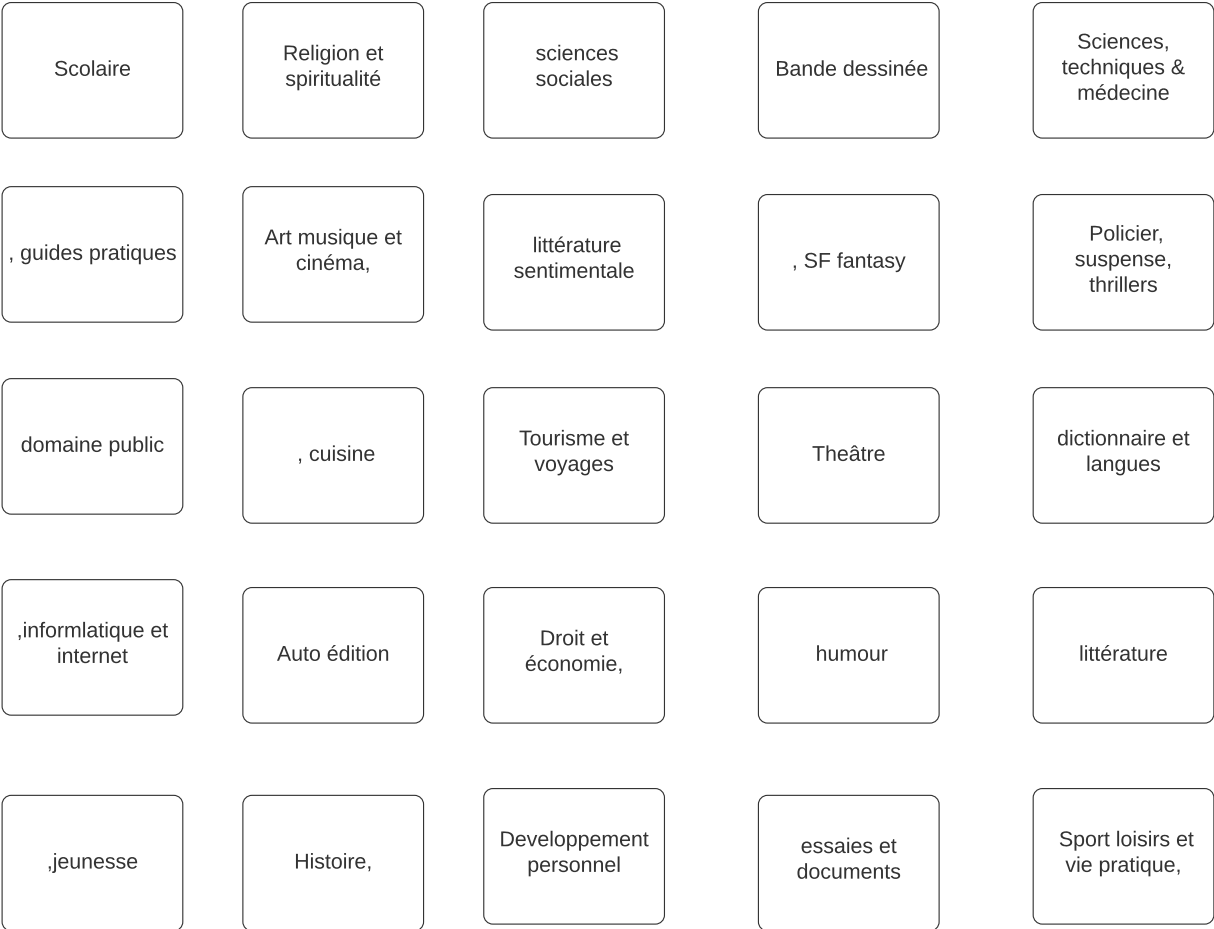 Scolaire
Religion et
spiritualité
sciences
sociales
Bande dessinée
Sciences,
techniques &
médecine
, guides pratiques
Art musique et
cinéma,
littérature
sentimentale
, SF fantasy
Policier,
suspense,
thrillers
domaine public
, cuisine
Tourisme et
voyages
Theâtre
dictionnaire et
langues
,informlatique et
internet
Auto édition
Droit et
économie,
humour
littérature
,jeunesse
Histoire,
Developpement
personnel
essaies et
documents
Sport loisirs et
vie pratique,